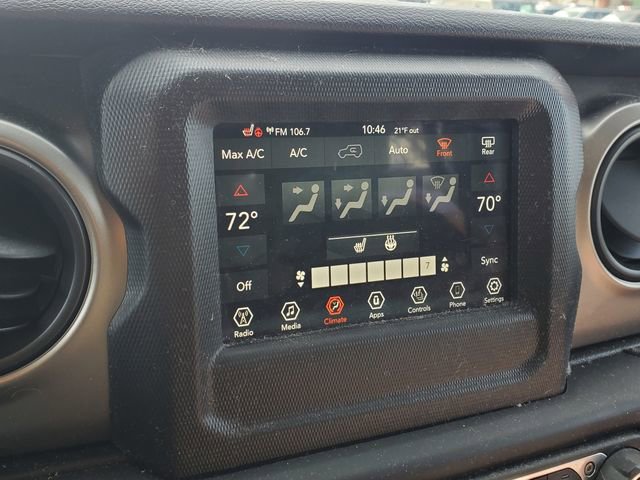 FM 106.7 10:46 21°F out
Max A/C A/C Auto Front Rear
72° 70°
Off 7 Sync
Radio Media Climate Apps Controls Phone Settings